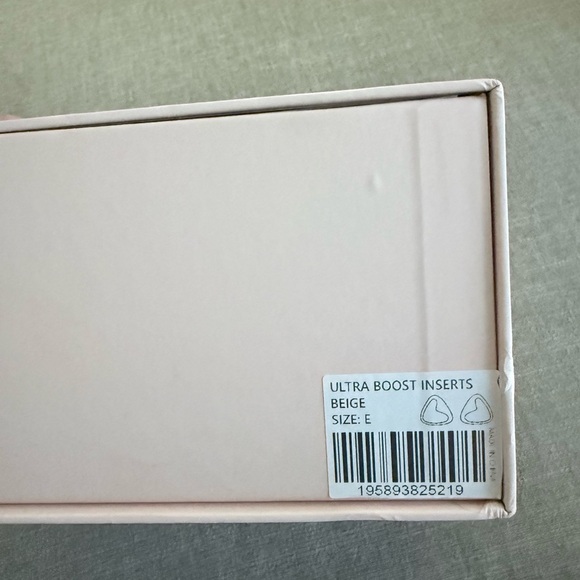 ULTRA BOOST INSERTS
BEIGE
SIZE: E
195893825219